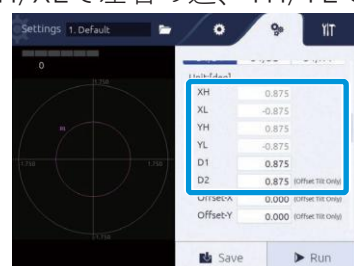 Settings 1. Default
0
1.750
RI
1.750
1.750
1.750
Unit:[deg]
XH 0.875
XL -0.875
YH 0.875
YL -0.875
D1 0.875
D2 0.875 (Offset Tilt Only)
Offset-X 0.000 (Offset Tilt Only)
Offset-Y 0.000 (Offset Tilt Only)
Save Run